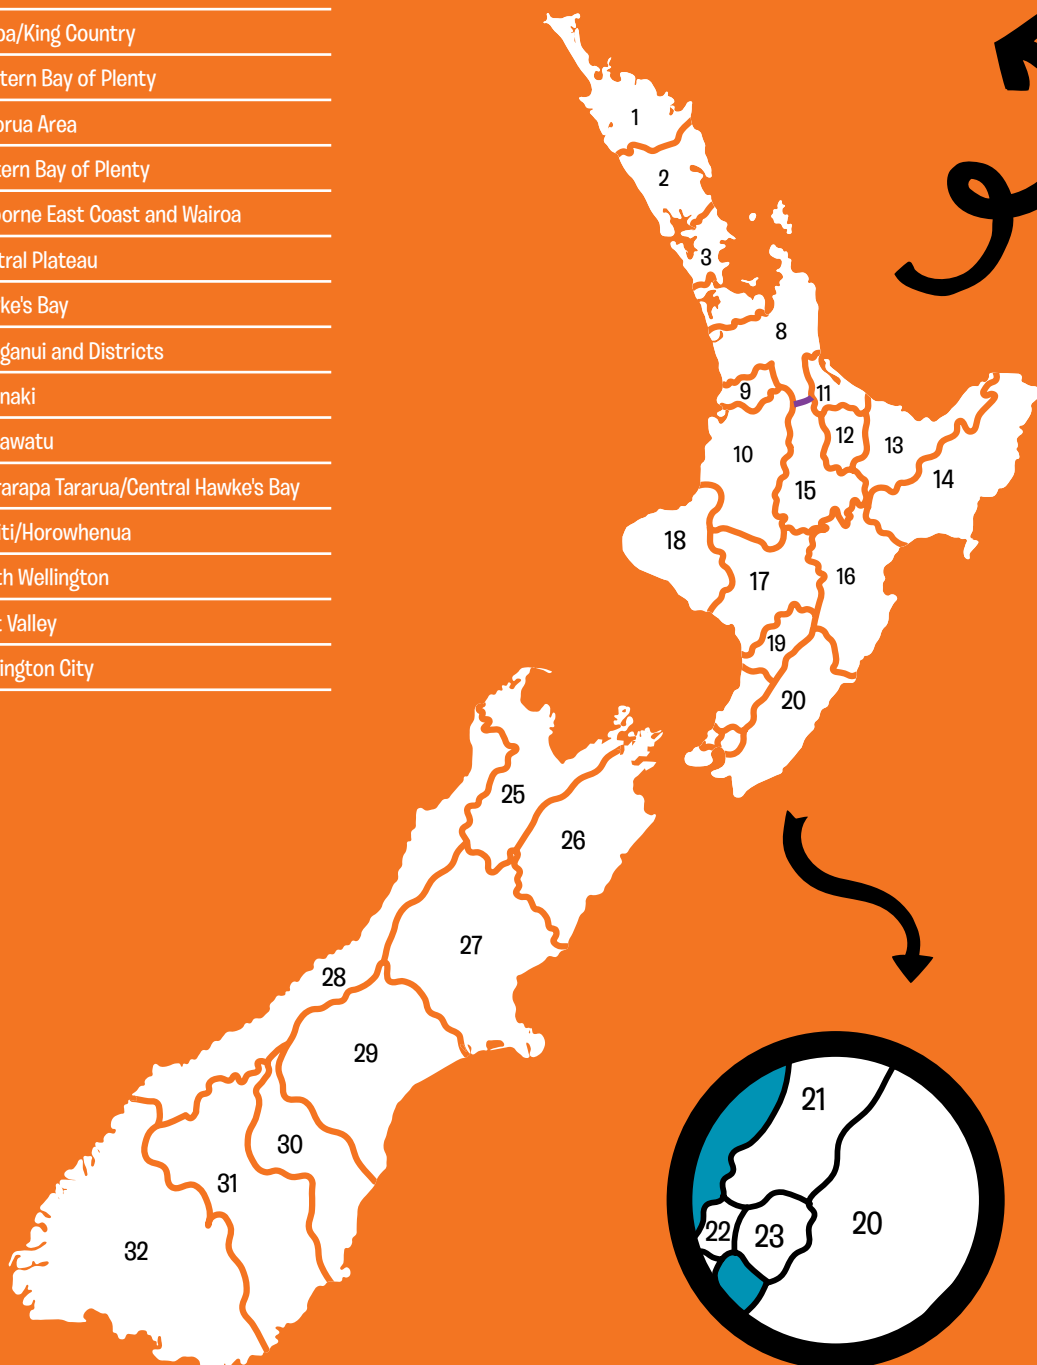 oa/King Country
tern Bay of Plenty
orua Area
tern Bay of Plenty
orne East Coast and Wairoa
tral Plateau
ke's Bay
ganui and Districts
naki
awatu
rarapa Tararua/Central Hawke's Bay
iti/Horowhenua
th Wellington
t Valley
ington City
1
2
3
8
9
11
12
13
10
14
15
18
16
17
19
20
25
26
27
28
29
30
31
32
21
22
23
20